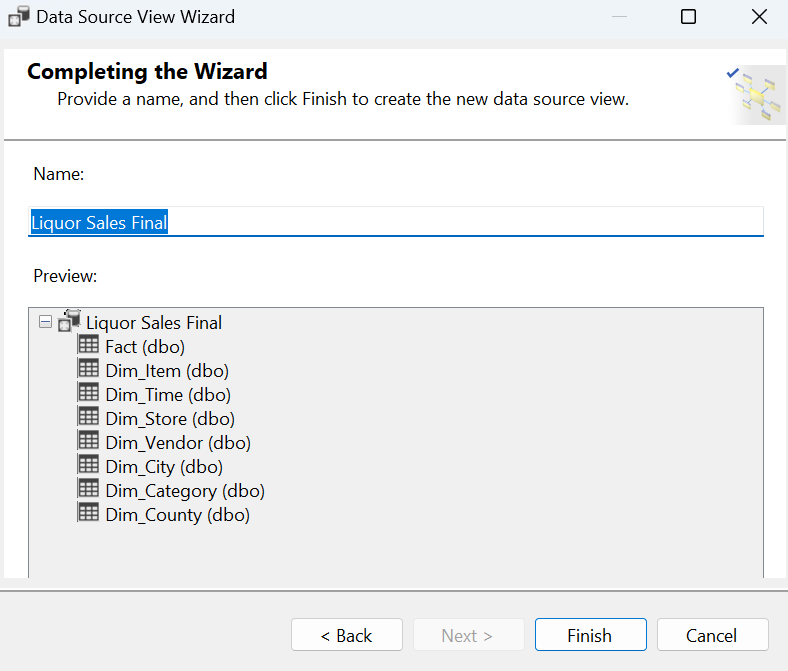 Data Source View Wizard
Completing the Wizard
Provide a name, and then click Finish to create the new data source view.
Name:
Liquor Sales Final
Preview:
Liquor Sales Final
Fact (dbo)
Dim_Item (dbo)
Dim_Time (dbo)
Dim_Store (dbo)
Dim_Vendor (dbo)
Dim_City (dbo)
Dim_Category (dbo)
Dim_County (dbo)
< Back Next > Finish Cancel